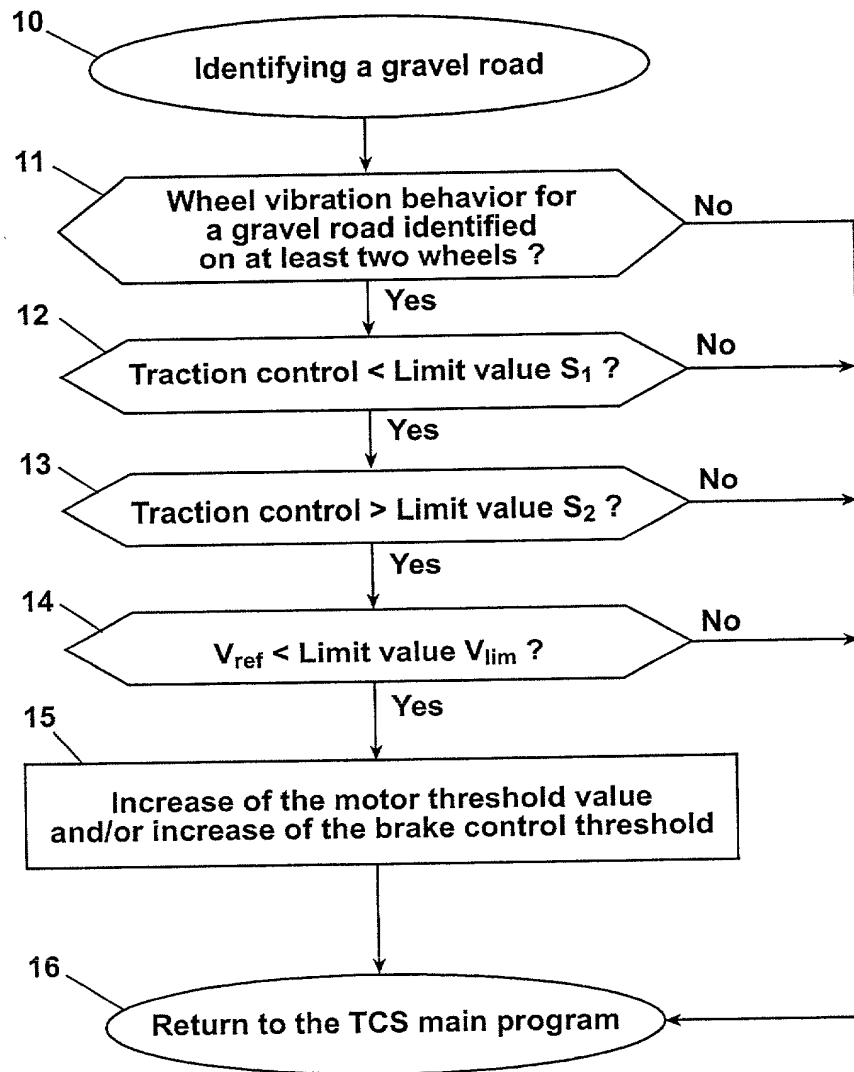 10
Identifying a gravel road
11
Wheel vibration behavior for
a gravel road identified
on at least two wheels ?
No
Yes
12
Traction control < Limit value S₁ ?
No
Yes
13
Traction control > Limit value S₂ ?
No
Yes
14
V_ref < Limit value V_lim ?
No
Yes
15
Increase of the motor threshold value
and/or increase of the brake control threshold
16
Return to the TCS main program